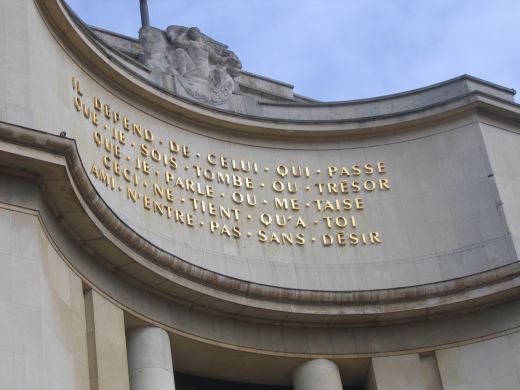 IL · DEPEND · DE · CELUI · QUI · PASSE
QUE · JE · SOIS · TOMBE · OU · TRÉSOR
QUE · JE · PARLE · OU · ME · TAISE
CECI · NE · TIENT · QU'A · TOI
AMI · N'ENTRE · PAS · SANS · DÉSIR